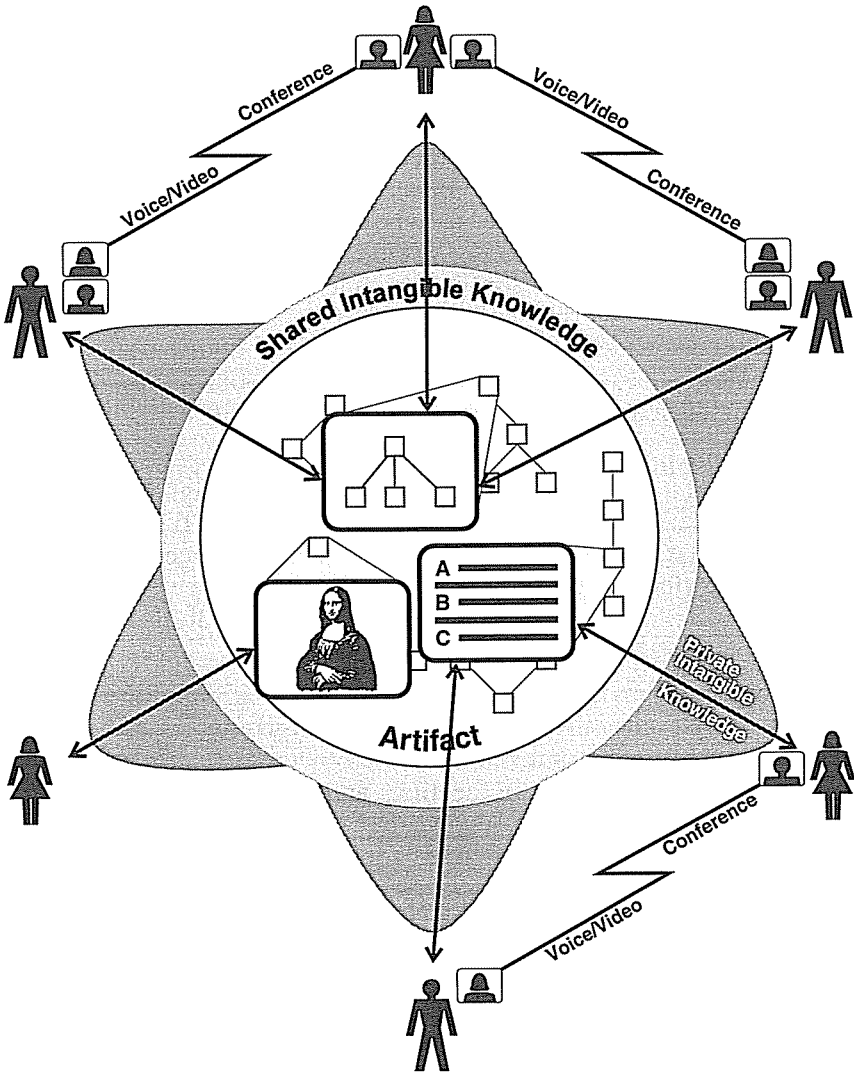 Conference
Voice/Video
Voice/Video
Conference
Shared Intangible Knowledge
A
B
C
Private
Intangible
Knowledge
Artifact
Conference
Voice/Video